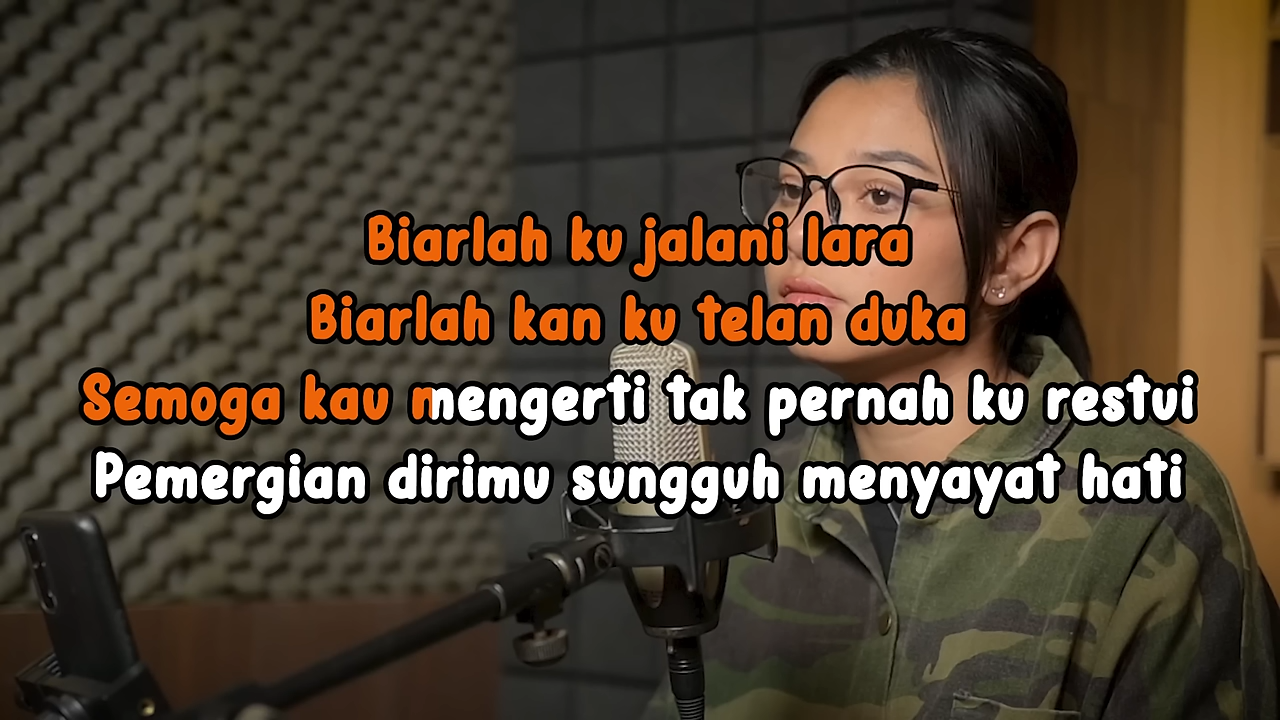 Biarlah ku jalani lara
Biarlah kan ku telan duka
Semoga kau mengerti tak pernah ku restui
Pemergian dirimu sungguh menyayat hati